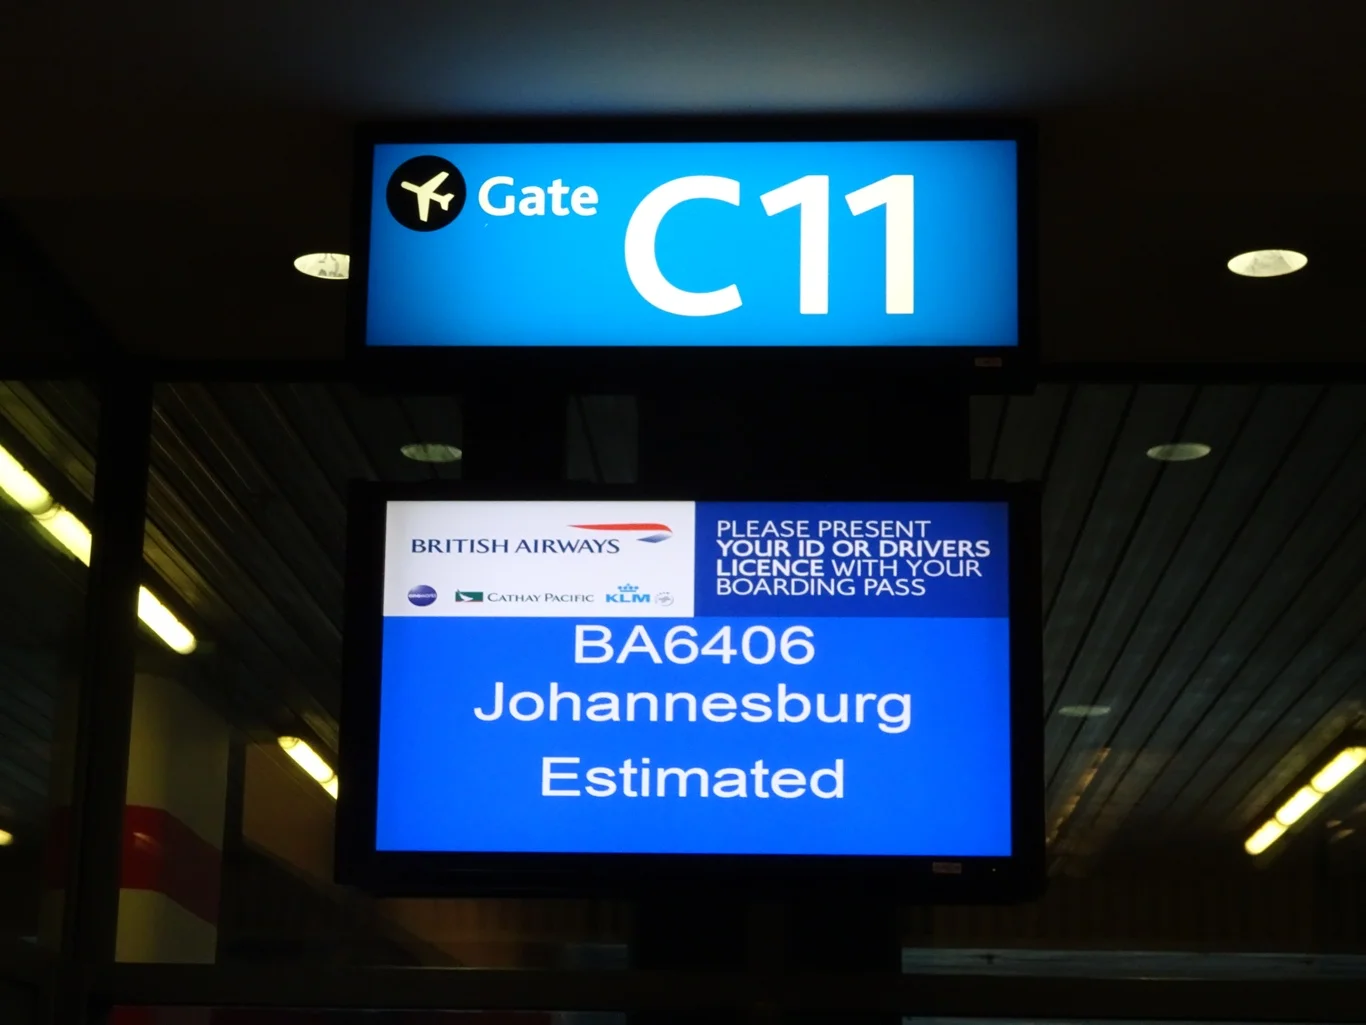 Gate C11
BRITISH AIRWAYS
oneworld CATHAY PACIFIC KLM
PLEASE PRESENT
YOUR ID OR DRIVERS
LICENCE WITH YOUR
BOARDING PASS
BA6406
Johannesburg
Estimated